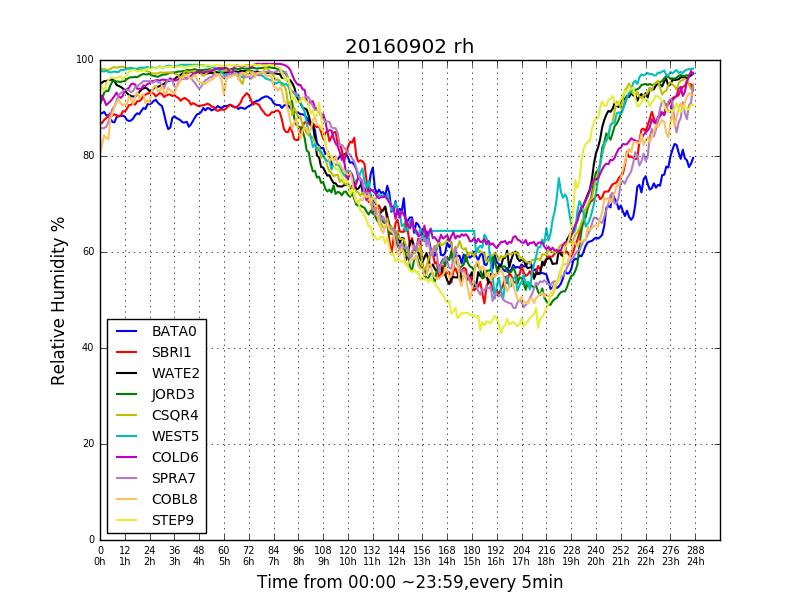 20160902 rh
Relative Humidity %
100
80
60
40
20
0
BATA0
SBRI1
WATE2
JORD3
CSQR4
WEST5
COLD6
SPRA7
COBL8
STEP9
0 12 24 36 48 60 72 84 96 108 120 132 144 156 168 180 192 204 216 228 240 252 264 276 288
0h 1h 2h 3h 4h 5h 6h 7h 8h 9h 10h 11h 12h 13h 14h 15h 16h 17h 18h 19h 20h 21h 22h 23h 24h
Time from 00:00 ~23:59,every 5min